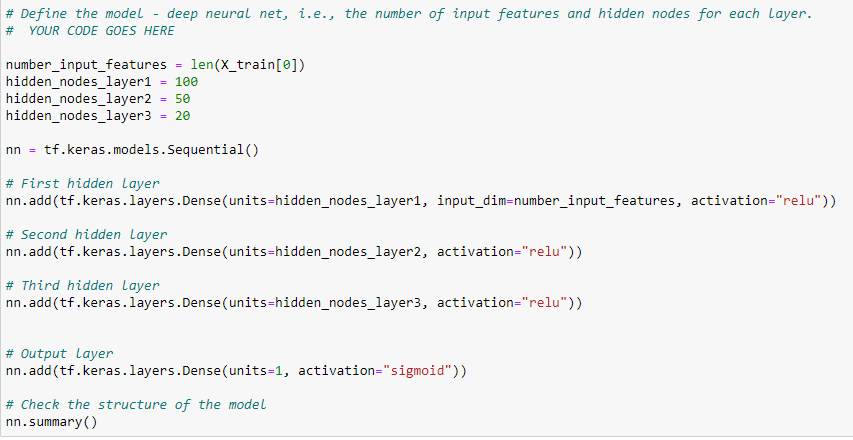 # Define the model - deep neural net, i.e., the number of input features and hidden nodes for each layer.
#  YOUR CODE GOES HERE
number_input_features = len(X_train[0])
hidden_nodes_layer1 = 100
hidden_nodes_layer2 = 50
hidden_nodes_layer3 = 20
nn = tf.keras.models.Sequential()
# First hidden layer
nn.add(tf.keras.layers.Dense(units=hidden_nodes_layer1, input_dim=number_input_features, activation="relu"))
# Second hidden layer
nn.add(tf.keras.layers.Dense(units=hidden_nodes_layer2, activation="relu"))
# Third hidden layer
nn.add(tf.keras.layers.Dense(units=hidden_nodes_layer3, activation="relu"))
# Output layer
nn.add(tf.keras.layers.Dense(units=1, activation="sigmoid"))
# Check the structure of the model
nn.summary()